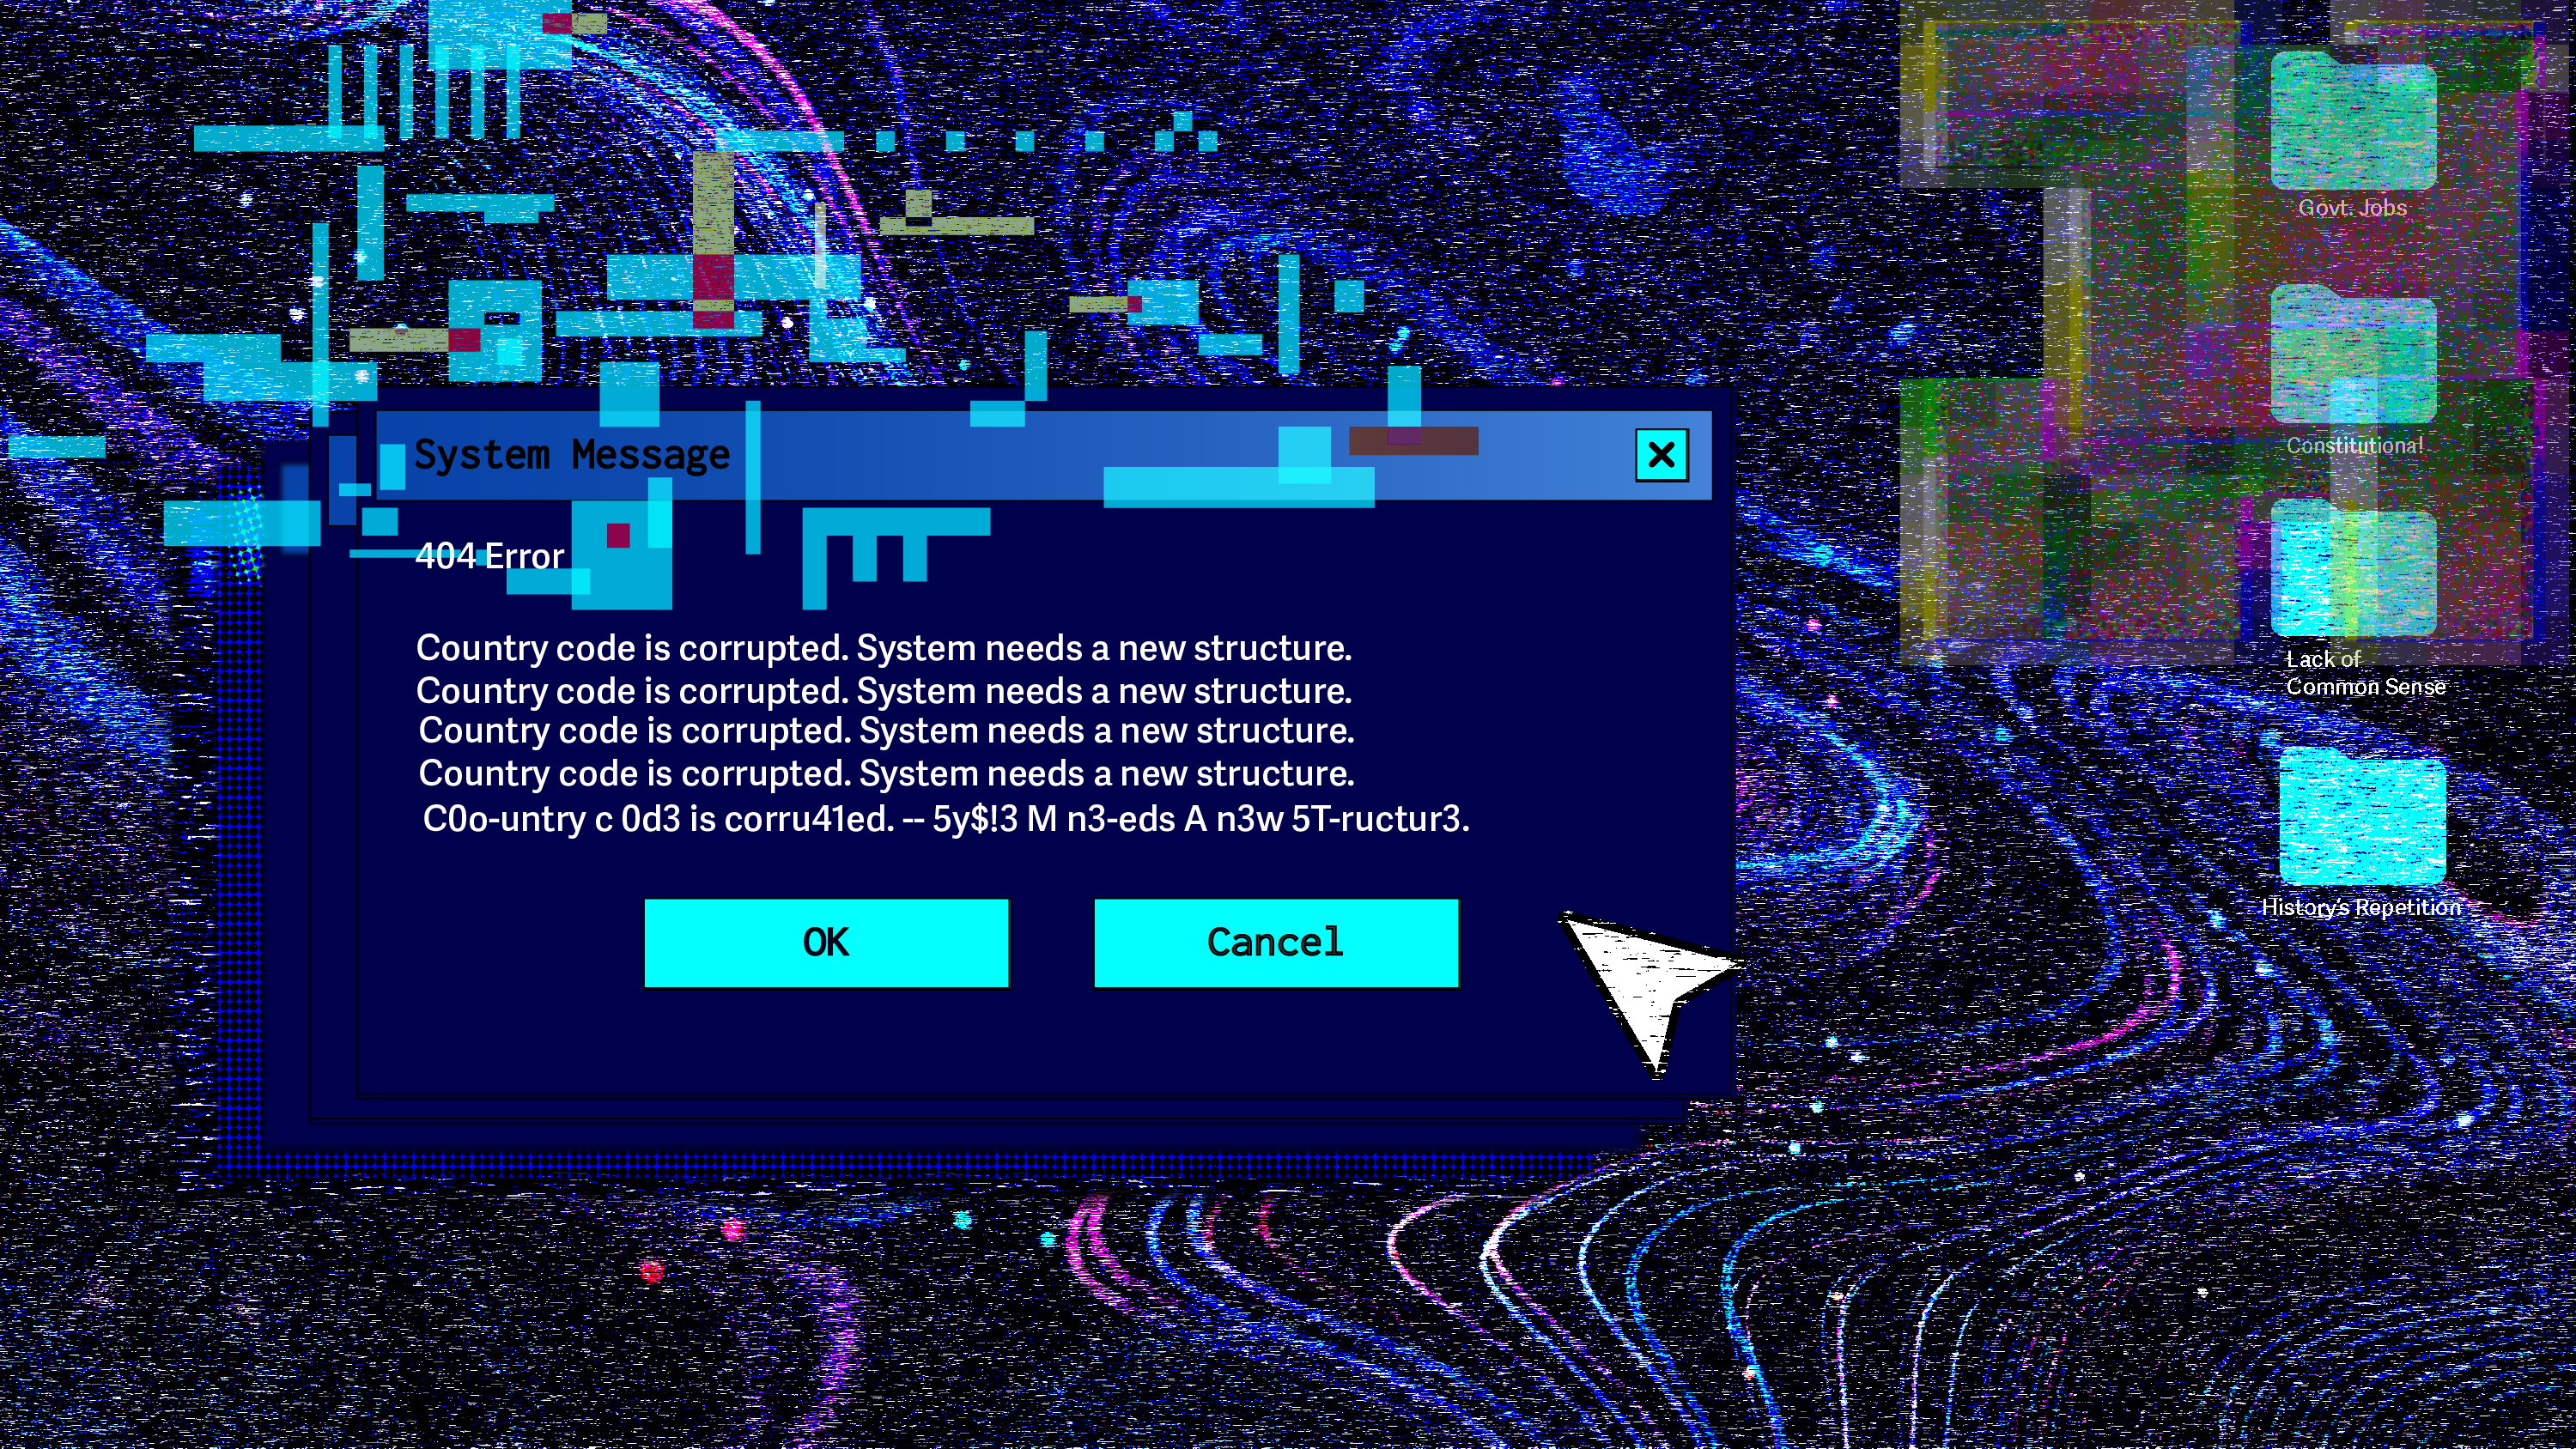 Govt. Jobs
Constitutional!
Lack of
Common Sense
History's Repetition
System Message
404 Error
Country code is corrupted. System needs a new structure.
Country code is corrupted. System needs a new structure.
Country code is corrupted. System needs a new structure.
Country code is corrupted. System needs a new structure.
C0o-untry c 0d3 is corru41ed. -- 5y$!3 M n3-eds A n3w 5T-ructur3.
OK
Cancel